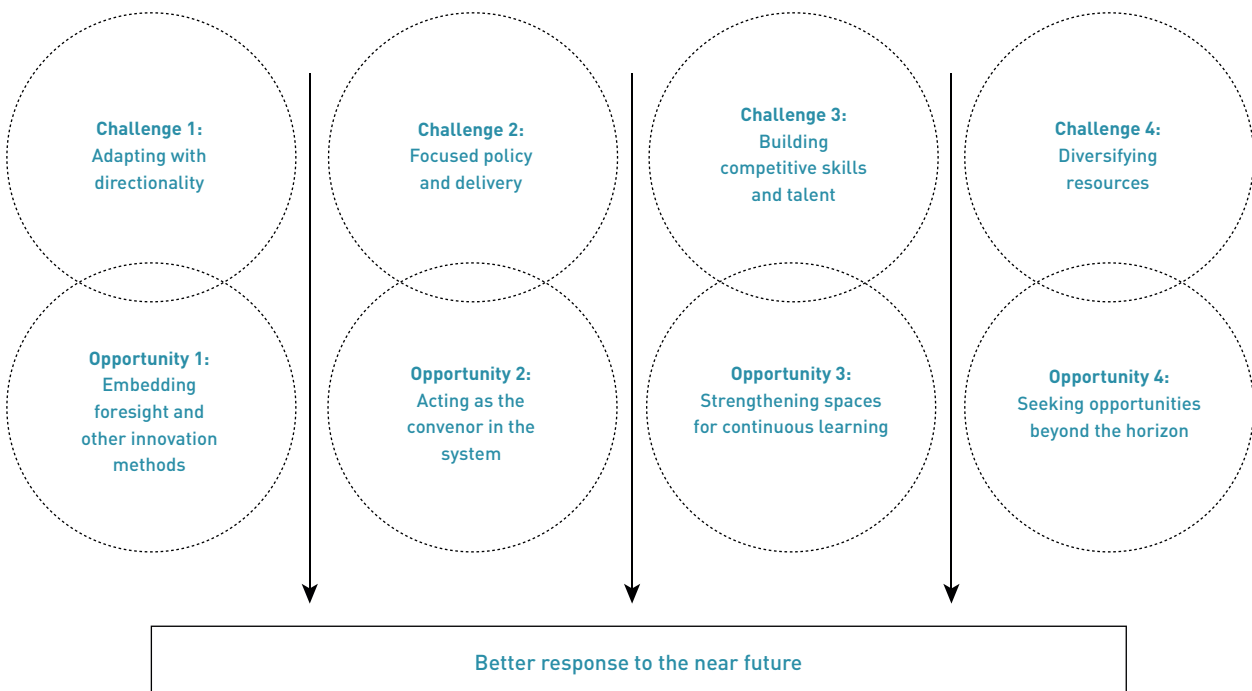 Challenge 1:
Adapting with
directionality
Challenge 2:
Focused policy
and delivery
Challenge 3:
Building
competitive skills
and talent
Challenge 4:
Diversifying
resources
Opportunity 1:
Embedding
foresight and
other innovation
methods
Opportunity 2:
Acting as the
convenor in the
system
Opportunity 3:
Strengthening spaces
for continuous learning
Opportunity 4:
Seeking opportunities
beyond the horizon
Better response to the near future